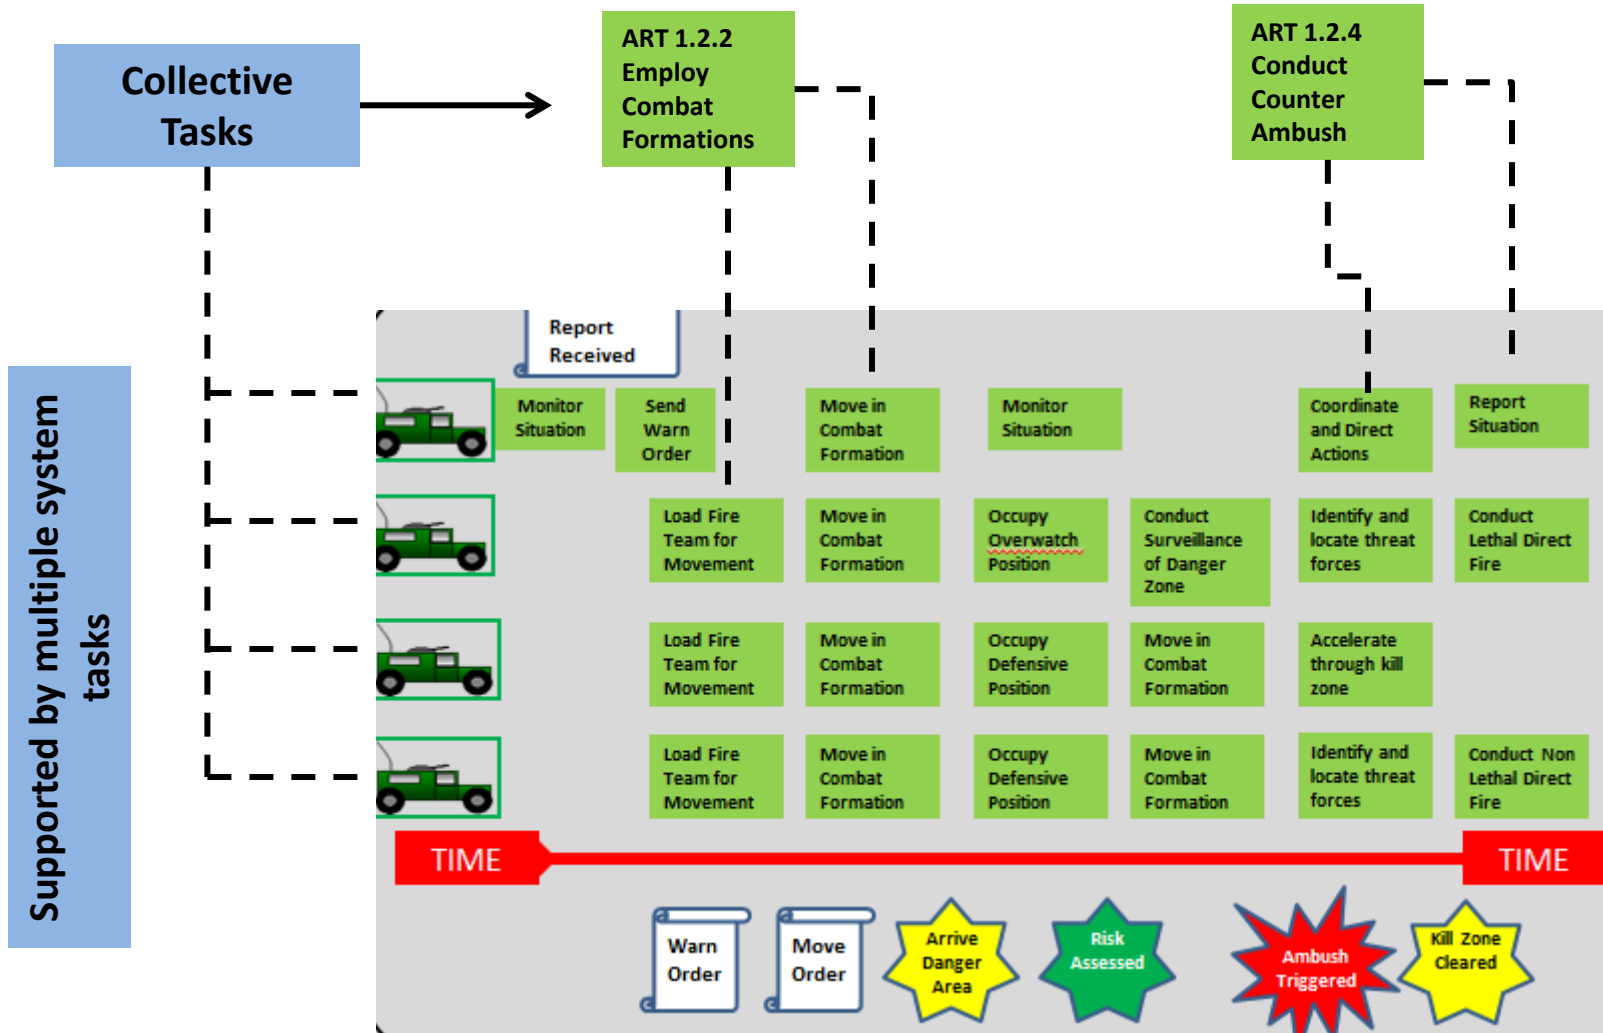 Collective
Tasks
ART 1.2.2
Employ
Combat
Formations
ART 1.2.4
Conduct
Counter
Ambush
Supported by multiple system
tasks
Report
Received
Monitor
Situation
Send
Warn
Order
Move in
Combat
Formation
Monitor
Situation
Coordinate
and Direct
Actions
Report
Situation
Load Fire
Team for
Movement
Move in
Combat
Formation
Occupy
Overwatch
Position
Conduct
Surveillance
of Danger
Zone
Identify and
locate threat
forces
Conduct
Lethal Direct
Fire
Load Fire
Team for
Movement
Move in
Combat
Formation
Occupy
Defensive
Position
Move in
Combat
Formation
Accelerate
through kill
zone
Load Fire
Team for
Movement
Move in
Combat
Formation
Occupy
Defensive
Position
Move in
Combat
Formation
Identify and
locate threat
forces
Conduct Non
Lethal Direct
Fire
TIME
TIME
Warn
Order
Move
Order
Arrive
Danger
Area
Risk
Assessed
Ambush
Triggered
Kill Zone
Cleared